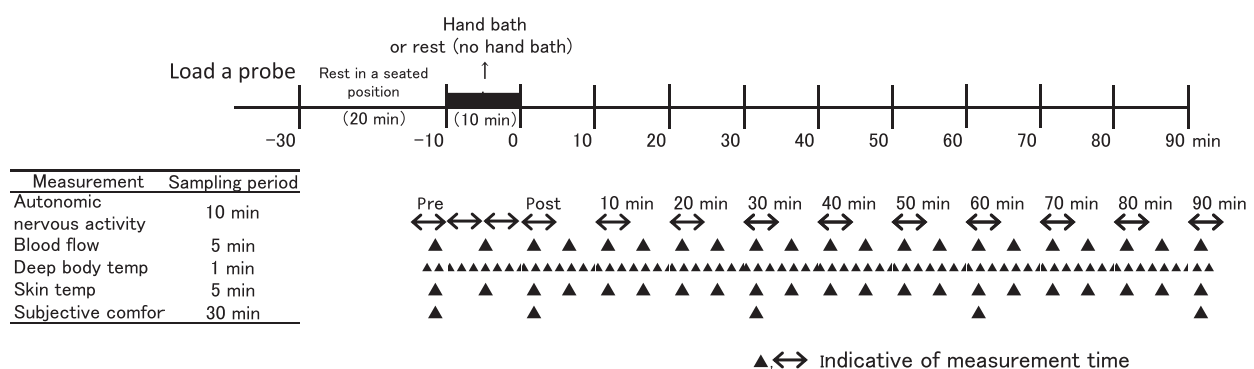 Hand bath
or rest (no hand bath)
↑
Load a probe
Rest in a seated
position
(20 min)
(10 min)
-30 -10 0 10 20 30 40 50 60 70 80 90 min
Measurement Sampling period
Autonomic
nervous activity 10 min
Blood flow 5 min
Deep body temp 1 min
Skin temp 5 min
Subjective comfor 30 min
Pre Post 10 min 20 min 30 min 40 min 50 min 60 min 70 min 80 min 90 min
▲,↔ Indicative of measurement time